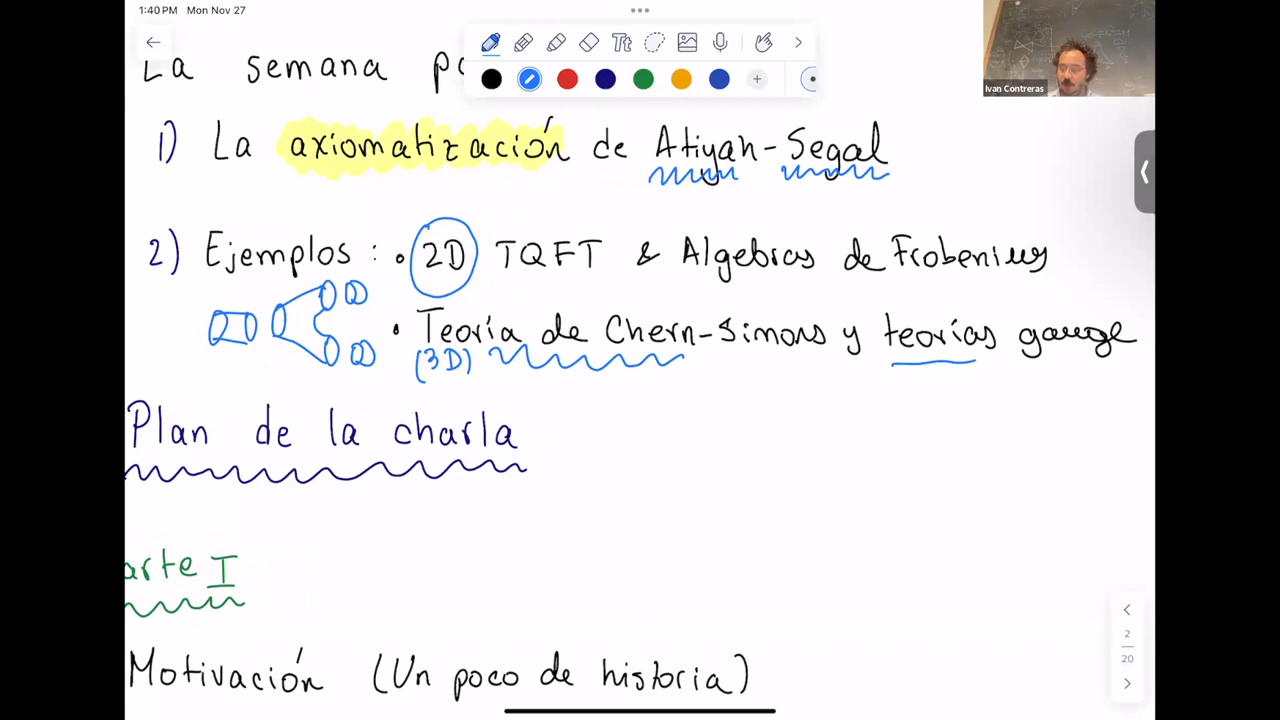 1:40PM Mon Nov 27
La semana
Tt
Ivan Contreras
1) La axiomatización de Atiyah-Segal
2) Ejemplos: • 2D TQFT & Algebras de Frobenius
• Teoría de Chern-Simons y teorías gauge
(3D)
Plan de la charla
arte I
2
20
Motivación (Un poco de historia)